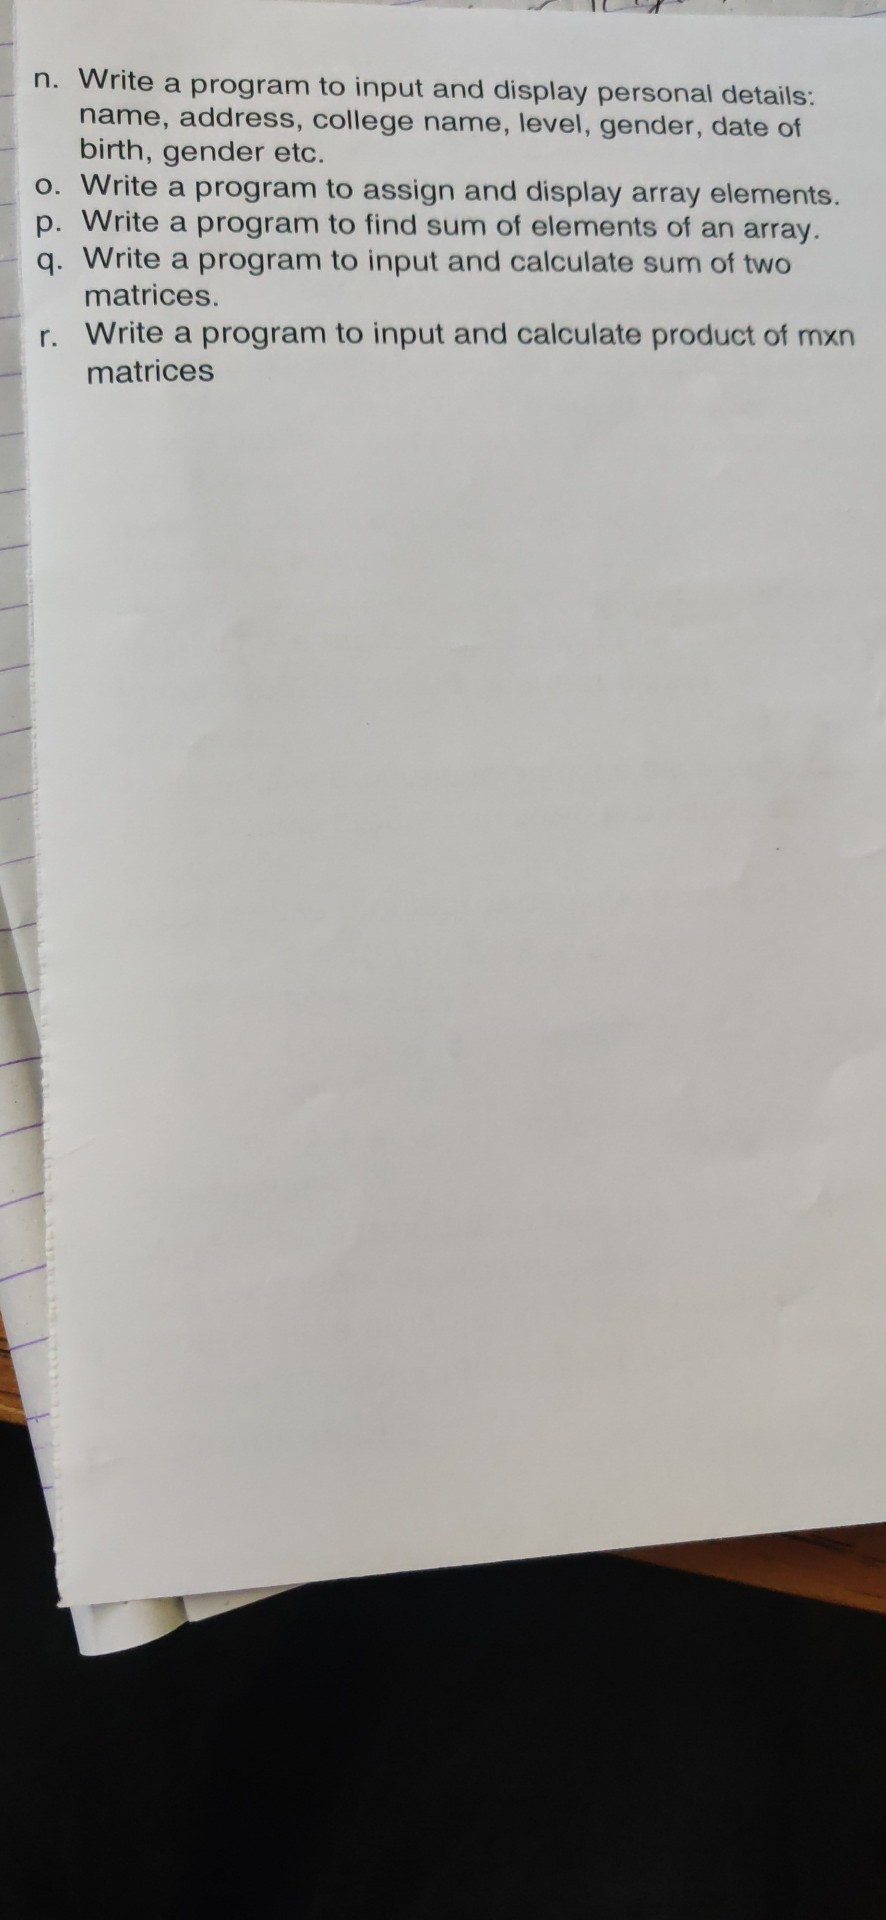 n. Write a program to input and display personal details:
name, address, college name, level, gender, date of
birth, gender etc.
o. Write a program to assign and display array elements.
p. Write a program to find sum of elements of an array.
q. Write a program to input and calculate sum of two
matrices.
r. Write a program to input and calculate product of mxn
matrices